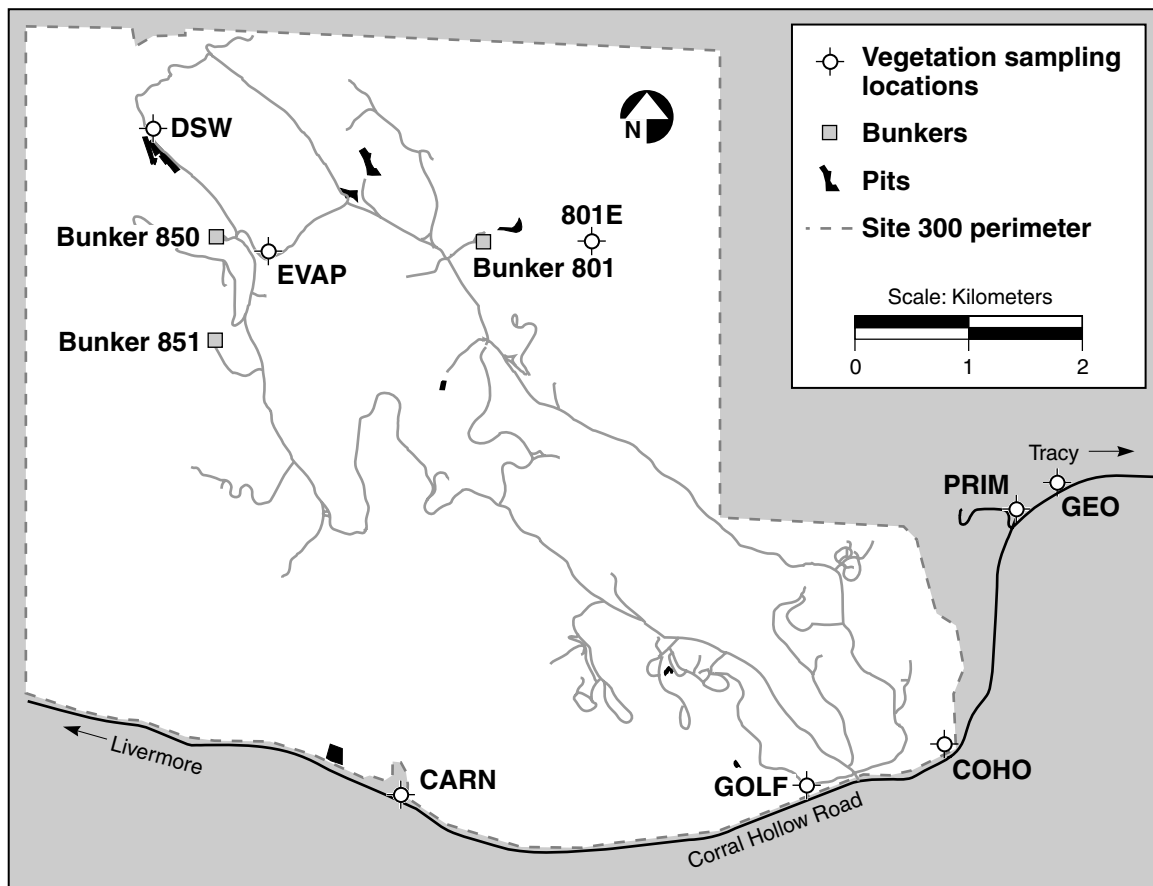 Vegetation sampling
locations
Bunkers
Pits
Site 300 perimeter
Scale: Kilometers
0 1 2
N
DSW
Bunker 850
EVAP
801E
Bunker 801
Bunker 851
Tracy
PRIM
GEO
Livermore
CARN
GOLF
COHO
Corral Hollow Road